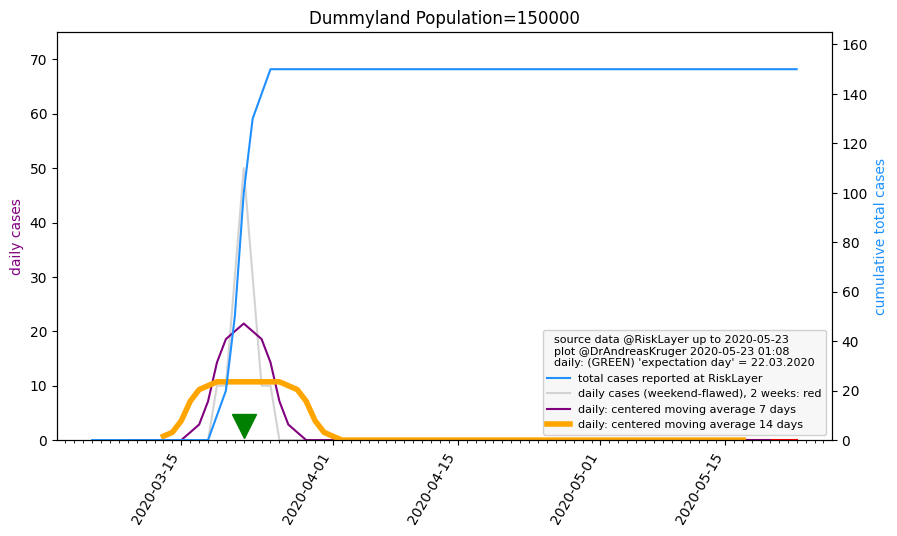 Dummyland Population=150000
70
60
50
40
30
20
10
0
daily cases
160
140
120
100
80
60
40
20
0
cumulative total cases
source data @RiskLayer up to 2020-05-23
plot @DrAndreasKruger 2020-05-23 01:08
daily: (GREEN) 'expectation day' = 22.03.2020
total cases reported at RiskLayer
daily cases (weekend-flawed), 2 weeks: red
daily: centered moving average 7 days
daily: centered moving average 14 days
2020-03-15
2020-04-01
2020-04-15
2020-05-01
2020-05-15